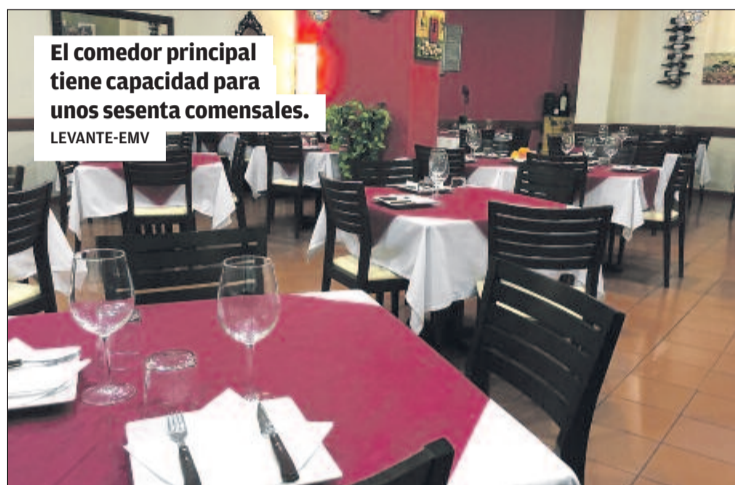 El comedor principal
tiene capacidad para
unos sesenta comensales.
LEVANTE-EMV